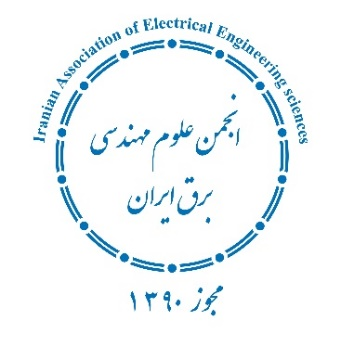 Iranian Association of Electrical Engineering sciences
انجمن علوم مهندسی
برق ایران
مجوز ۱۳۹۰